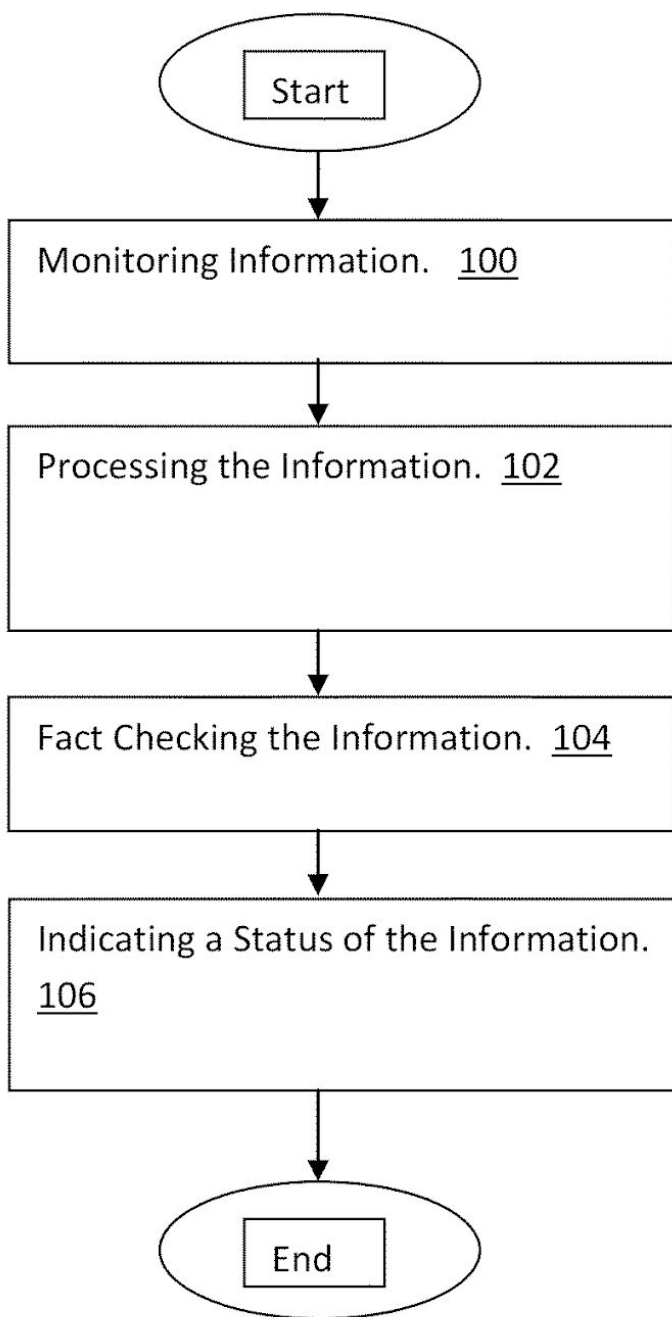 Start
Monitoring Information. 100
Processing the Information. 102
Fact Checking the Information. 104
Indicating a Status of the Information.
106
End